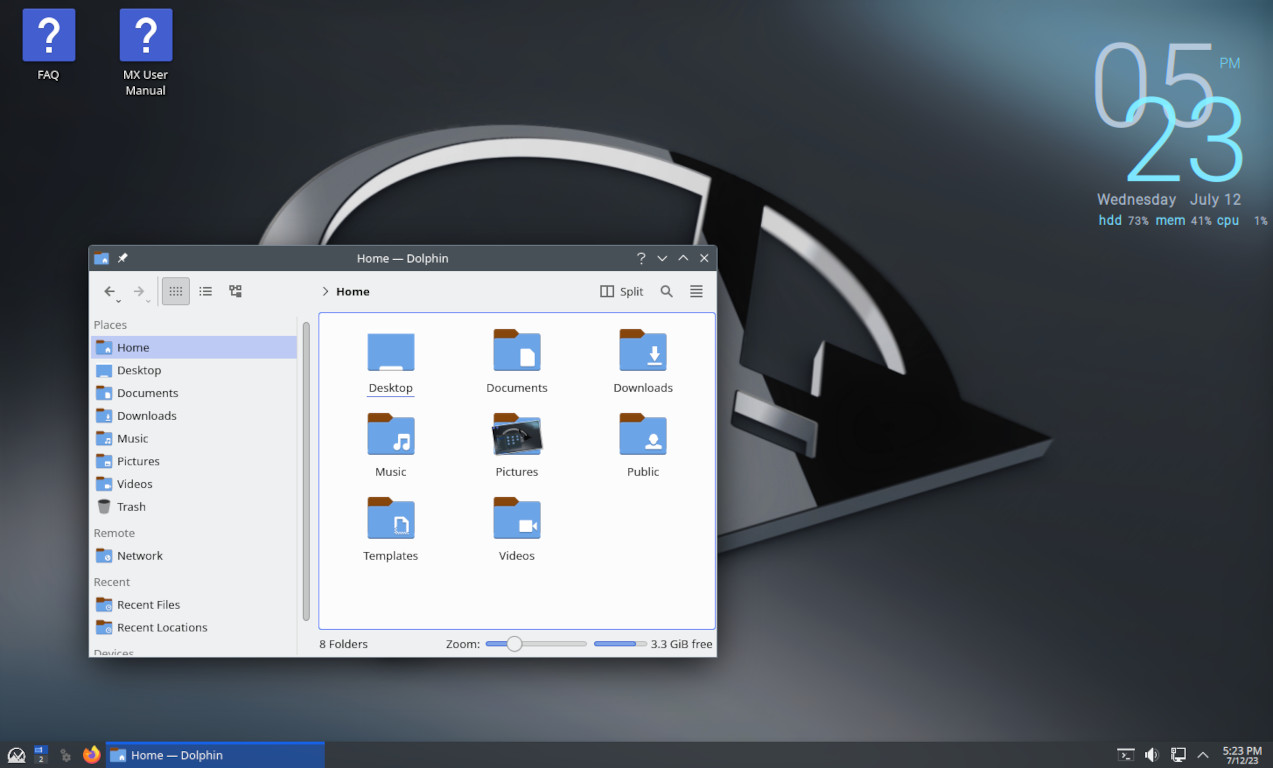 FAQ
MX User
Manual
05 PM
23
Wednesday July 12
hdd 73% mem 41% cpu 1%
Home — Dolphin
Home
Split
Places
Home
Desktop
Documents
Downloads
Music
Pictures
Videos
Trash
Remote
Network
Recent
Recent Files
Recent Locations
Devices
Desktop
Documents
Downloads
Music
Pictures
Public
Templates
Videos
8 Folders
Zoom:
3.3 GiB free
2
Home — Dolphin
5:23 PM
7/12/23